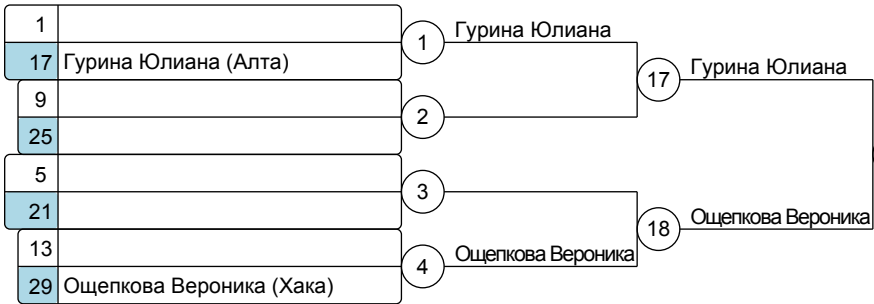 1
17 Гурина Юлиана (Алта)
9
25
5
21
13
29 Ощепкова Вероника (Хака)
1 Гурина Юлиана
2
3
4 Ощепкова Вероника
17 Гурина Юлиана
18 Ощепкова Вероника